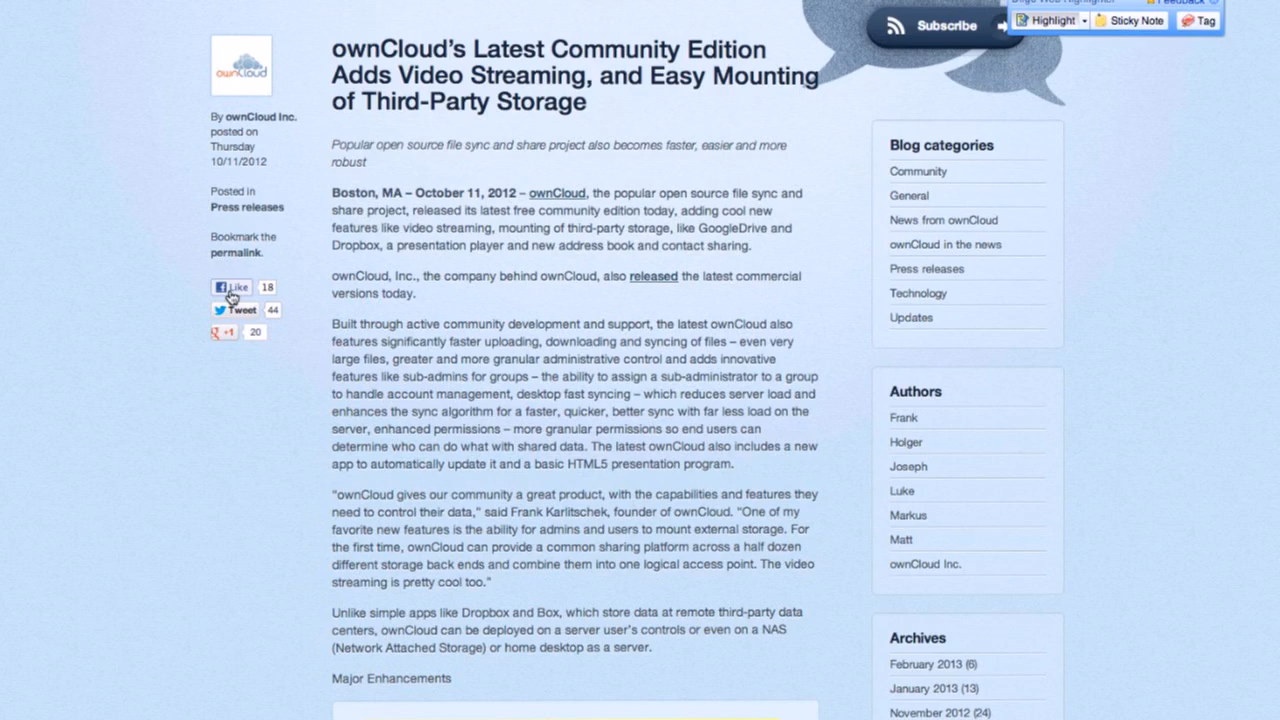 Feedback
Highlight
Sticky Note
Tag
Subscribe
ownCloud
By ownCloud Inc.
posted on
Thursday
10/11/2012
Posted in
Press releases
Bookmark the
permalink.
Like 18
Tweet 44
+1 20
ownCloud's Latest Community Edition
Adds Video Streaming, and Easy Mounting
of Third-Party Storage
Popular open source file sync and share project also becomes faster, easier and more
robust
Boston, MA – October 11, 2012 – ownCloud, the popular open source file sync and
share project, released its latest free community edition today, adding cool new
features like video streaming, mounting of third-party storage, like GoogleDrive and
Dropbox, a presentation player and new address book and contact sharing.
ownCloud, Inc., the company behind ownCloud, also released the latest commercial
versions today.
Built through active community development and support, the latest ownCloud also
features significantly faster uploading, downloading and syncing of files – even very
large files, greater and more granular administrative control and adds innovative
features like sub-admins for groups – the ability to assign a sub-administrator to a group
to handle account management, desktop fast syncing – which reduces server load and
enhances the sync algorithm for a faster, quicker, better sync with far less load on the
server, enhanced permissions – more granular permissions so end users can
determine who can do what with shared data. The latest ownCloud also includes a new
app to automatically update it and a basic HTML5 presentation program.
"ownCloud gives our community a great product, with the capabilities and features they
need to control their data," said Frank Karlitschek, founder of ownCloud. "One of my
favorite new features is the ability for admins and users to mount external storage. For
the first time, ownCloud can provide a common sharing platform across a half dozen
different storage back ends and combine them into one logical access point. The video
streaming is pretty cool too."
Unlike simple apps like Dropbox and Box, which store data at remote third-party data
centers, ownCloud can be deployed on a server user's controls or even on a NAS
(Network Attached Storage) or home desktop as a server.
Major Enhancements
Blog categories
Community
General
News from ownCloud
ownCloud in the news
Press releases
Technology
Updates
Authors
Frank
Holger
Joseph
Luke
Markus
Matt
ownCloud Inc.
Archives
February 2013 (6)
January 2013 (13)
November 2012 (24)